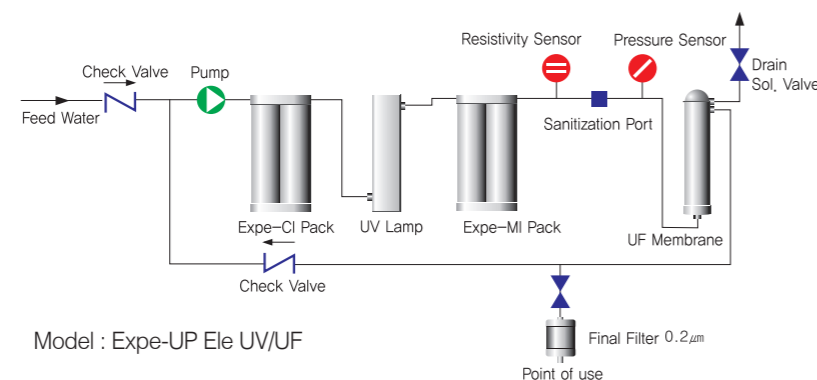 Resistivity Sensor
Pressure Sensor
Check Valve
Pump
Drain
Sol. Valve
Feed Water
Sanitization Port
Expe-CI Pack
UV Lamp
Expe-MI Pack
UF Membrane
Check Valve
Model : Expe-UP Ele UV/UF
Final Filter 0.2㎛
Point of use